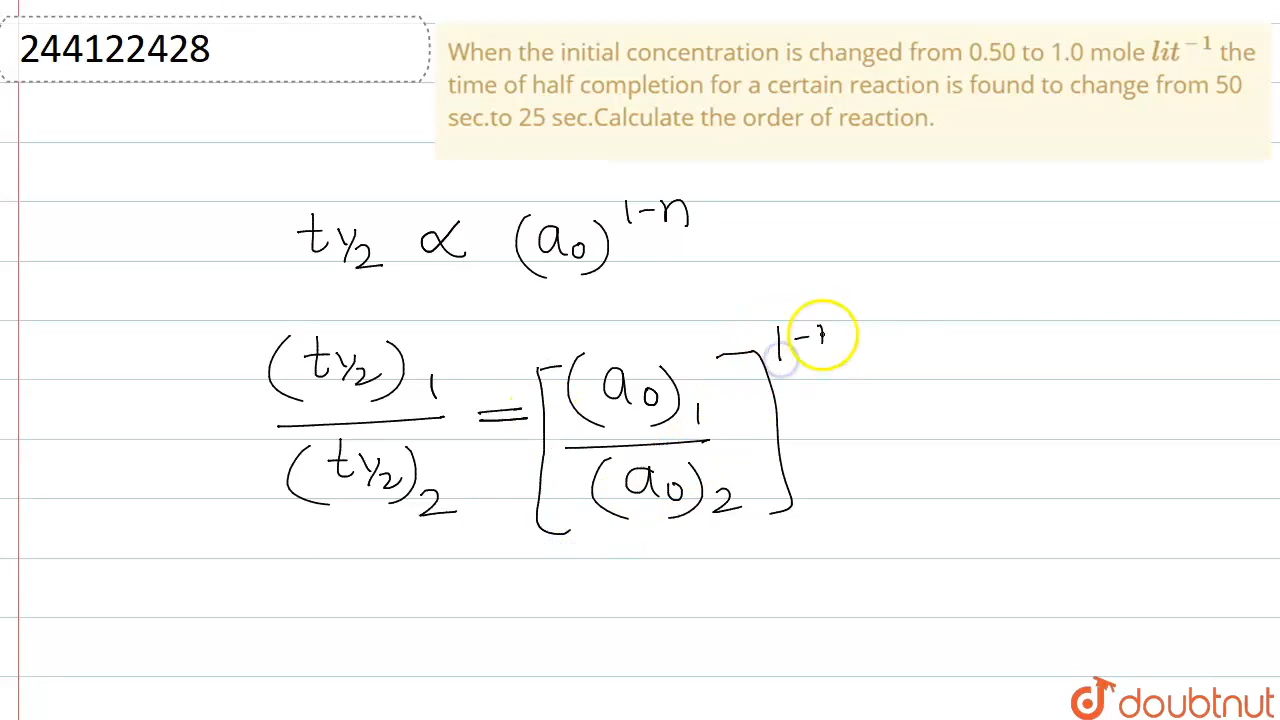 244122428
When the initial concentration is changed from 0.50 to 1.0 mole lit⁻¹ the
time of half completion for a certain reaction is found to change from 50
sec.to 25 sec.Calculate the order of reaction.
t½ ∝ (a₀)¹⁻ⁿ
(t½)₁ / (t½)₂ = [(a₀)₁ / (a₀)₂]¹⁻
doubtnut